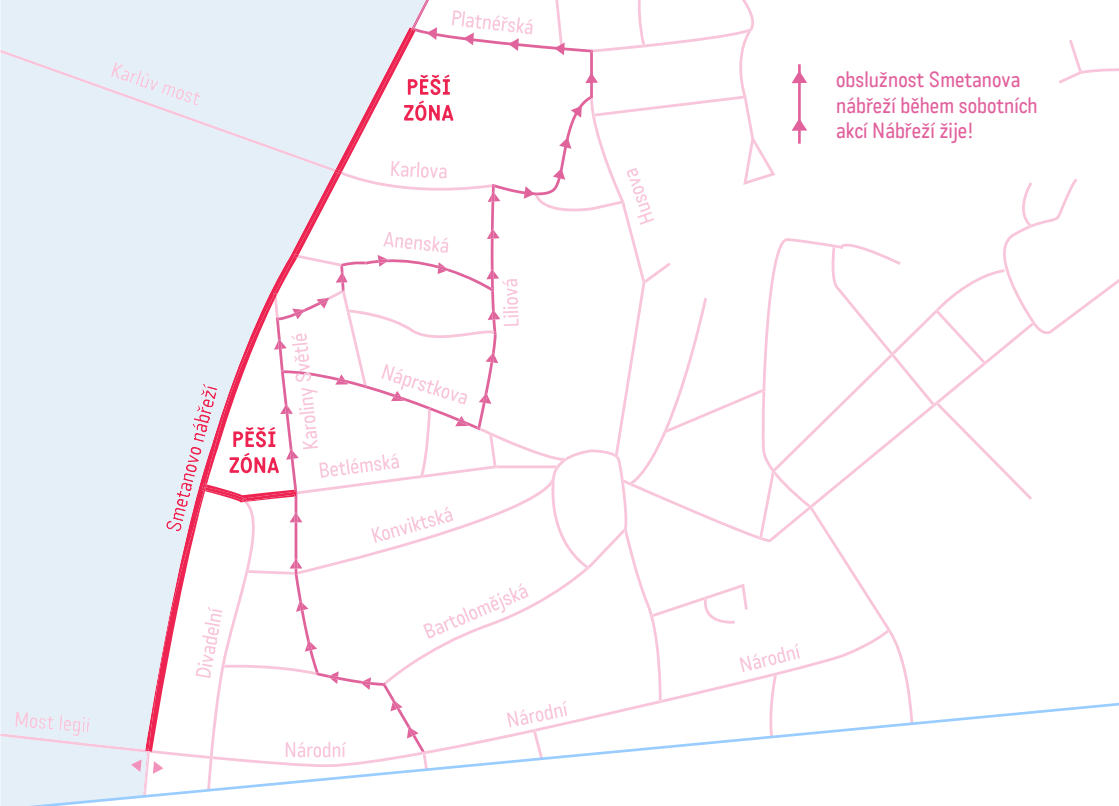 Platnéřská
Karlův most
PĚŠÍ
ZÓNA
obslužnost Smetanova
nábřeží během sobotních
akcí Nábřeží žije!
Karlova
Husova
Anenská
Liliová
Karoliny Světlé
Náprstkova
Smetanovo nábřeží
PĚŠÍ
ZÓNA
Betlémská
Konviktská
Bartolomějská
Divadelní
Národní
Národní
Most legií
Národní